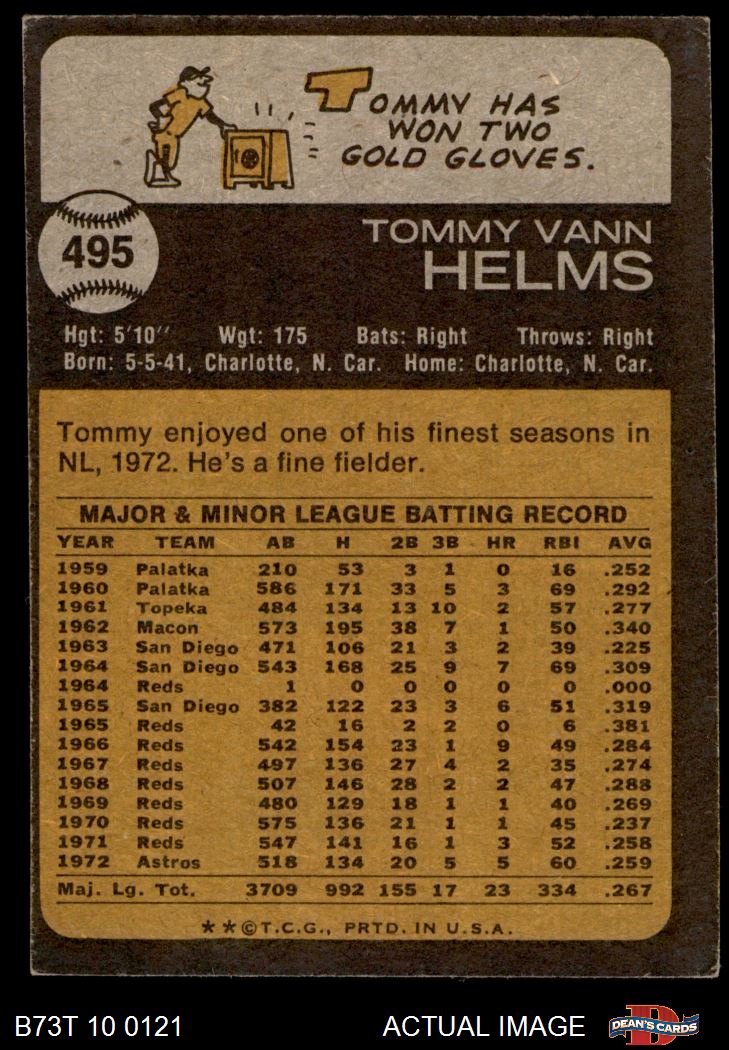 TOMMY HAS
WON TWO
GOLD GLOVES.
495
TOMMY VANN
HELMS
Hgt: 5'10" Wgt: 175 Bats: Right Throws: Right
Born: 5-5-41, Charlotte, N. Car. Home: Charlotte, N. Car.
Tommy enjoyed one of his finest seasons in
NL, 1972. He's a fine fielder.
MAJOR & MINOR LEAGUE BATTING RECORD
YEAR TEAM AB H 2B 3B HR RBI AVG
1959 Palatka 210 53 3 1 0 16 .252
1960 Palatka 586 171 33 5 3 69 .292
1961 Topeka 484 134 13 10 2 57 .277
1962 Macon 573 195 38 7 1 50 .340
1963 San Diego 471 106 21 3 2 39 .225
1964 San Diego 543 168 25 9 7 69 .309
1964 Reds 1 0 0 0 0 0 .000
1965 San Diego 382 122 23 3 6 51 .319
1965 Reds 42 16 2 2 0 6 .381
1966 Reds 542 154 23 1 9 49 .284
1967 Reds 497 136 27 4 2 35 .274
1968 Reds 507 146 28 2 2 47 .288
1969 Reds 480 129 18 1 1 40 .269
1970 Reds 575 136 21 1 1 45 .237
1971 Reds 547 141 16 1 3 52 .258
1972 Astros 518 134 20 5 5 60 .259
Maj. Lg. Tot. 3709 992 155 17 23 334 .267
**©T.C.G., PRTD. IN U.S.A.
B73T 10 0121 ACTUAL IMAGE D DEAN'S CARDS